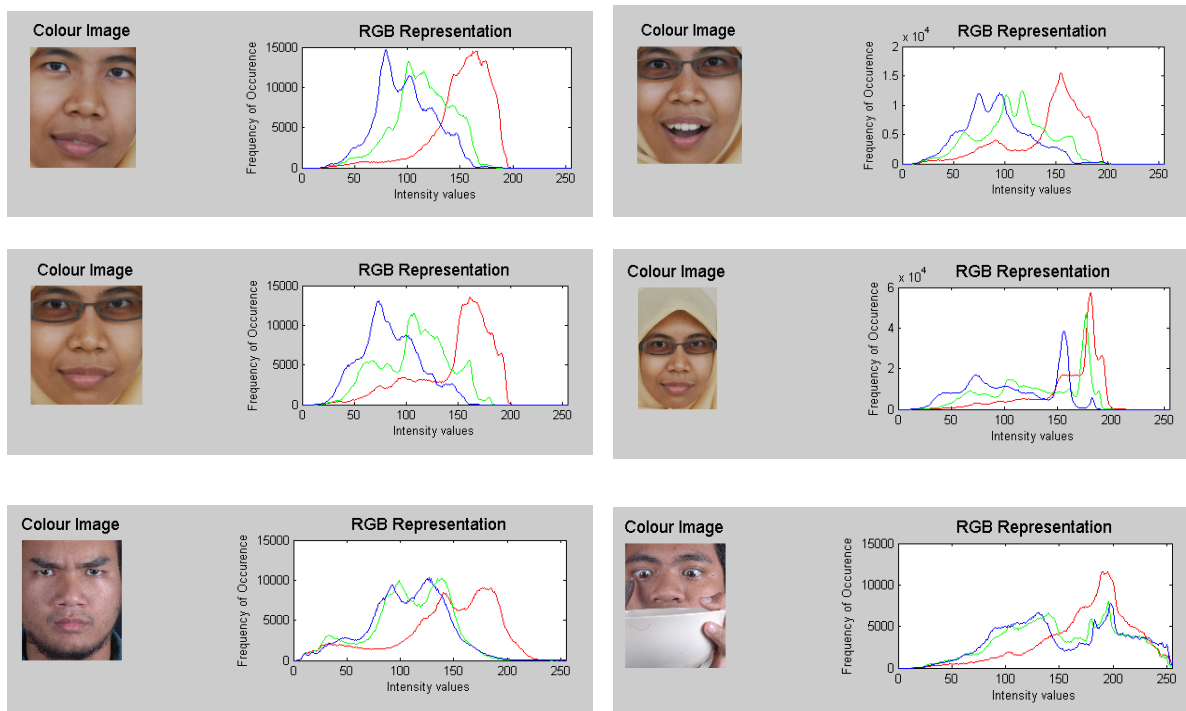 Colour Image
RGB Representation
15000
10000
5000
0
Frequency of Occurence
0 50 100 150 200 250
Intensity values
Colour Image
RGB Representation
x 10^4
2
1.5
1
0.5
0
Frequency of Occurence
0 50 100 150 200 250
Intensity values
Colour Image
RGB Representation
15000
10000
5000
0
Frequency of Occurence
0 50 100 150 200 250
Intensity values
Colour Image
RGB Representation
x 10^4
6
4
2
0
Frequency of Occurence
0 50 100 150 200 250
Intensity values
Colour Image
RGB Representation
15000
10000
5000
0
Frequency of Occurence
0 50 100 150 200 250
Intensity values
Colour Image
RGB Representation
15000
10000
5000
0
Frequency of Occurence
0 50 100 150 200 250
Intensity values